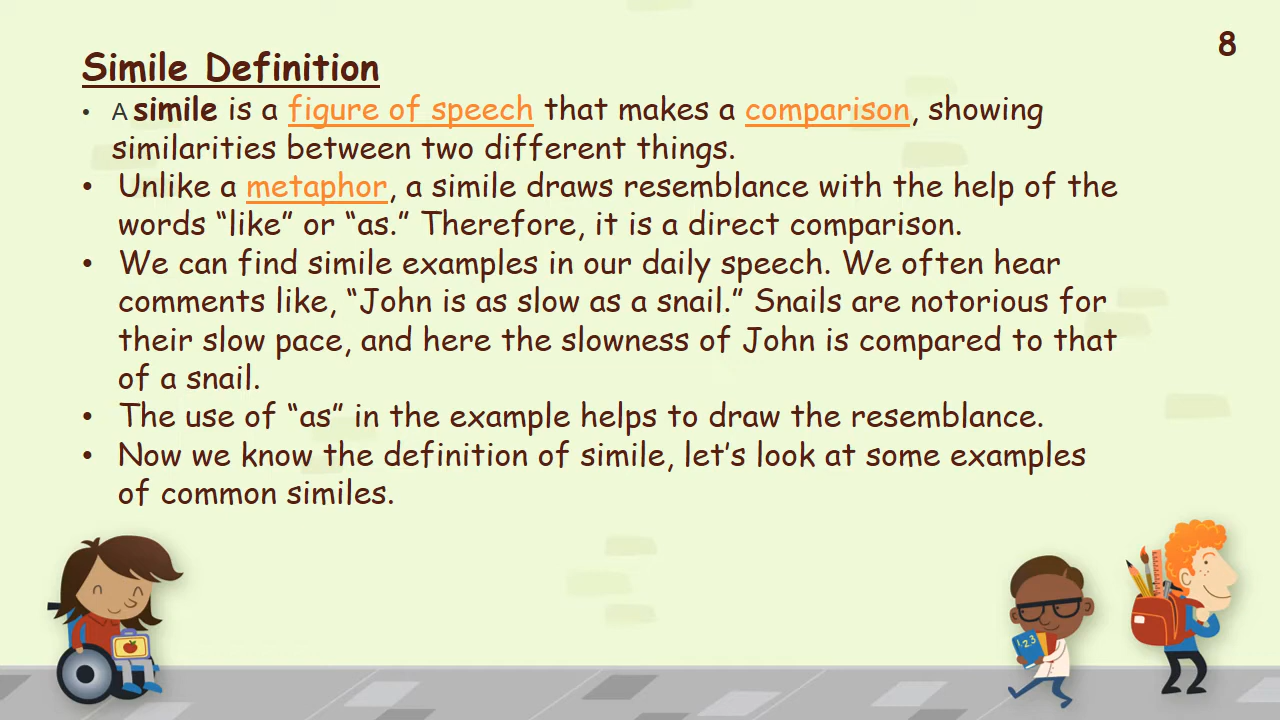 8
Simile Definition
• A simile is a figure of speech that makes a comparison, showing
similarities between two different things.
• Unlike a metaphor, a simile draws resemblance with the help of the
words “like” or “as.” Therefore, it is a direct comparison.
• We can find simile examples in our daily speech. We often hear
comments like, “John is as slow as a snail.” Snails are notorious for
their slow pace, and here the slowness of John is compared to that
of a snail.
• The use of “as” in the example helps to draw the resemblance.
• Now we know the definition of simile, let’s look at some examples
of common similes.
1-2-3